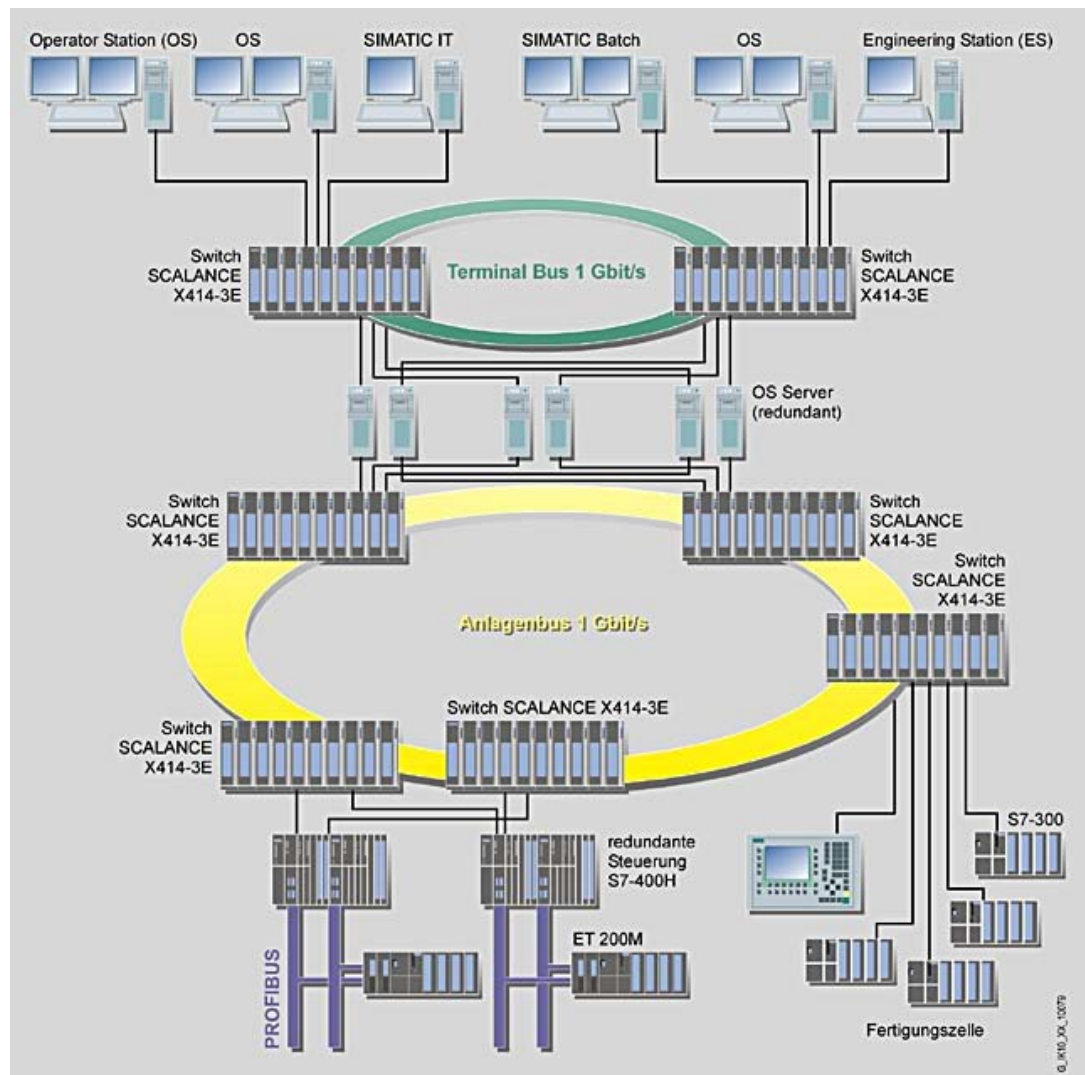 Operator Station (OS)
OS
SIMATIC IT
SIMATIC Batch
OS
Engineering Station (ES)
Switch
SCALANCE
X414-3E
Terminal Bus 1 Gbit/s
Switch
SCALANCE
X414-3E
OS Server
(redundant)
Switch
SCALANCE
X414-3E
Switch
SCALANCE
X414-3E
Switch
SCALANCE
X414-3E
Anlagenbus 1 Gbit/s
Switch
SCALANCE
X414-3E
Switch SCALANCE X414-3E
redundante
Steuerung
S7-400H
S7-300
PROFIBUS
ET 200M
Fertigungszelle
G_IK10_XX_10079